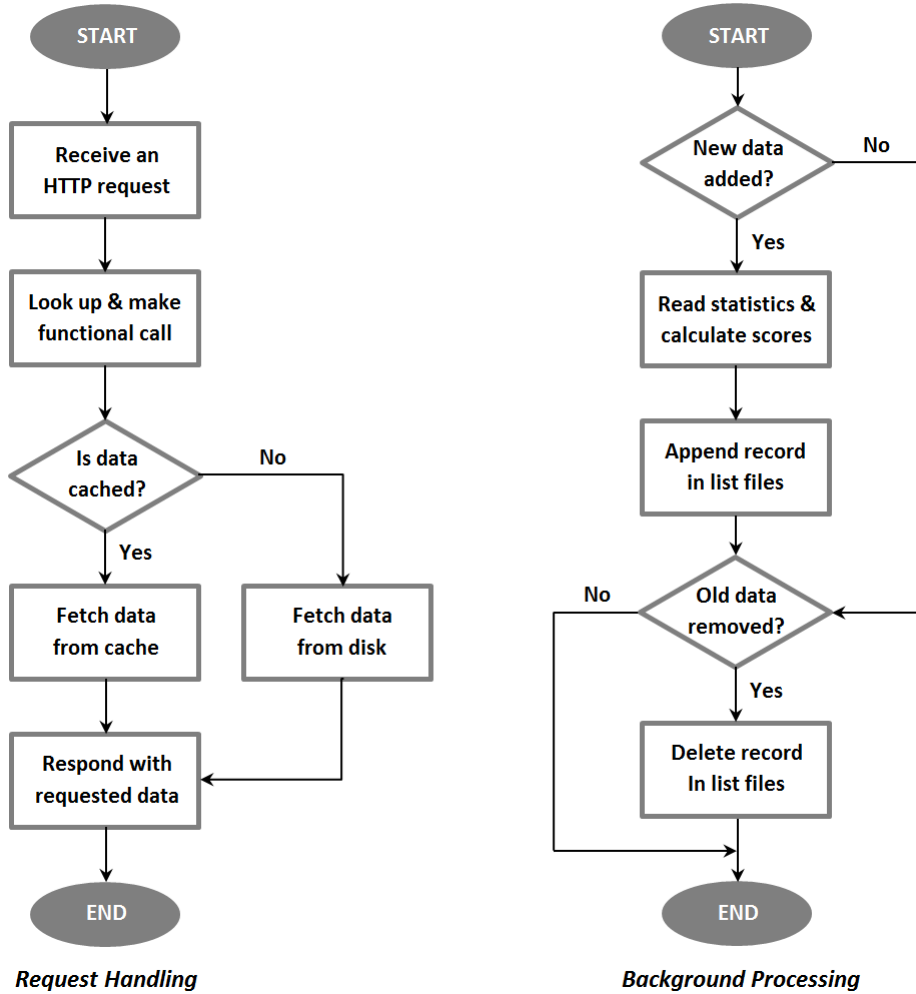 START
Receive an
HTTP request
Look up & make
functional call
Is data
cached?
No
Yes
Fetch data
from cache
Fetch data
from disk
Respond with
requested data
END
Request Handling
START
New data
added?
No
Yes
Read statistics &
calculate scores
Append record
in list files
Old data
removed?
No
Yes
Delete record
In list files
END
Background Processing